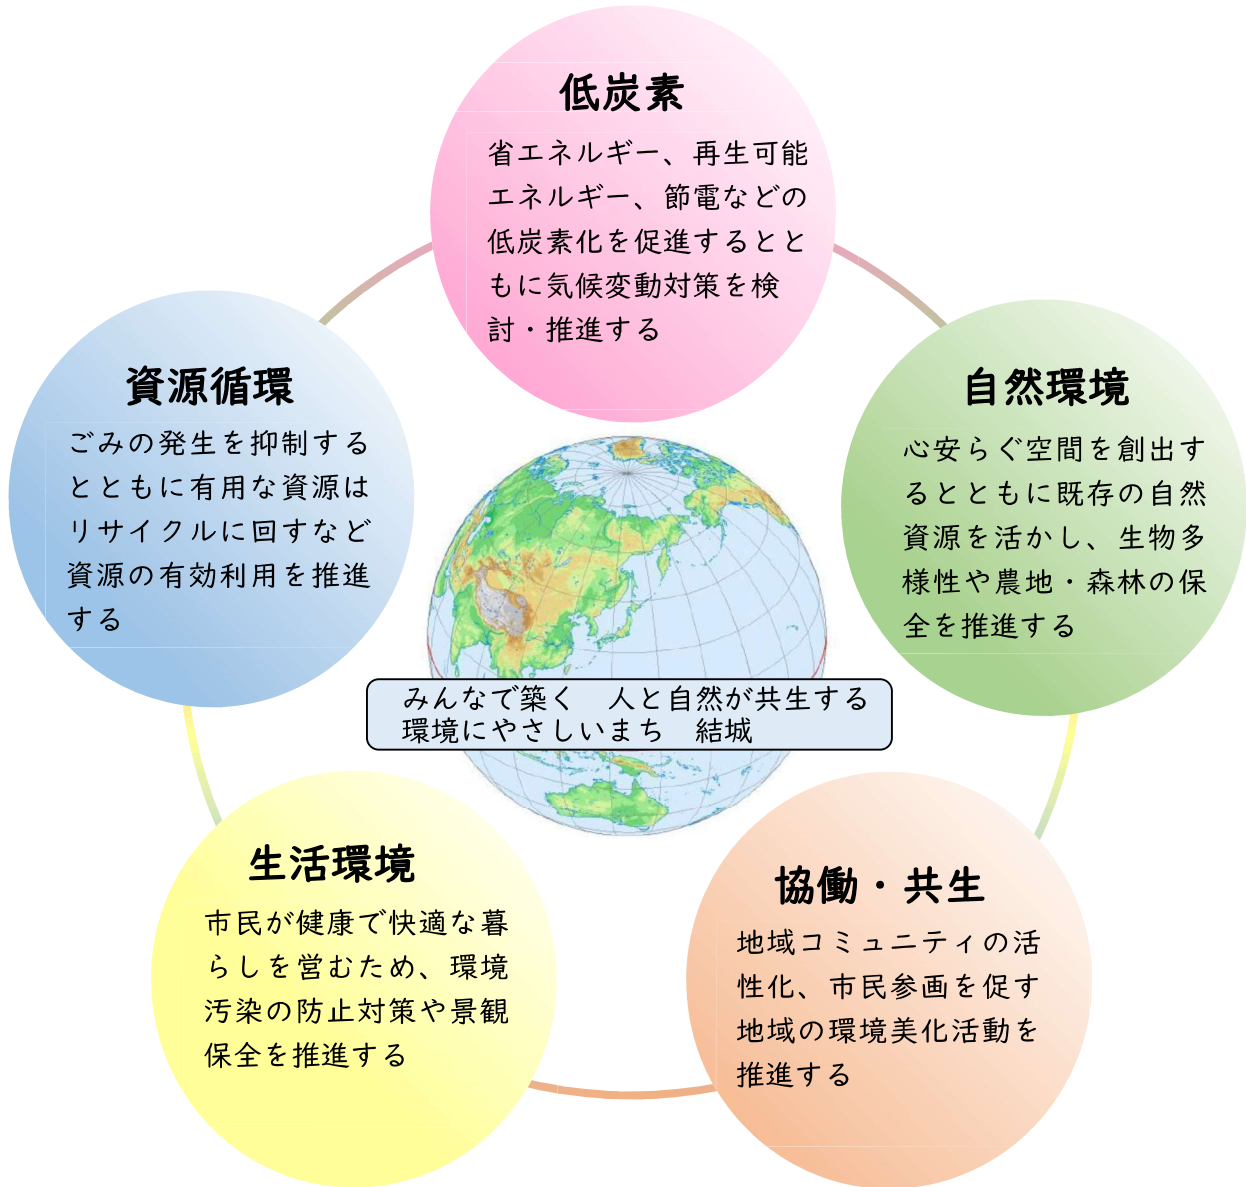 低炭素
省エネルギー、再生可能
エネルギー、節電などの
低炭素化を促進するとと
もに気候変動対策を検
討・推進する
資源循環
ごみの発生を抑制する
とともに有用な資源は
リサイクルに回すなど
資源の有効利用を推進
する
自然環境
心安らぐ空間を創出す
るとともに既存の自然
資源を活かし、生物多
様性や農地・森林の保
全を推進する
みんなで築く　人と自然が共生する
環境にやさしいまち　結城
生活環境
市民が健康で快適な暮
らしを営むため、環境
汚染の防止対策や景観
保全を推進する
協働・共生
地域コミュニティの活
性化、市民参画を促す
地域の環境美化活動を
推進する